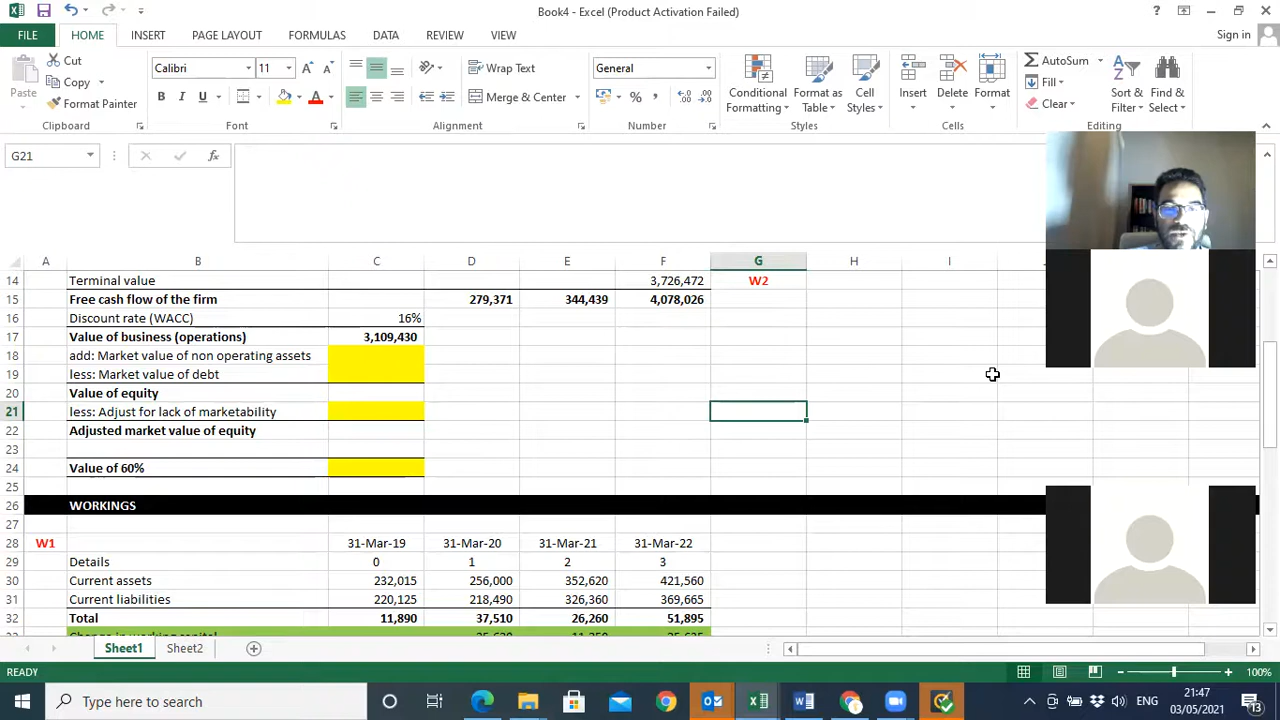 Book4 - Excel (Product Activation Failed)
FILE HOME INSERT PAGE LAYOUT FORMULAS DATA REVIEW VIEW Sign in
Cut Calibri 11 Wrap Text General AutoSum
Copy Fill
Paste Format Painter B I U Merge & Center Conditional Formatting Format as Table Cell Styles Insert Delete Format Clear Sort & Filter Find & Select
Clipboard Font Alignment Number Styles Cells Editing
G21 fx
A B C D E F G H I
14 Terminal value 3,726,472 W2
15 Free cash flow of the firm 279,371 344,439 4,078,026
16 Discount rate (WACC) 16%
17 Value of business (operations) 3,109,430
18 add: Market value of non operating assets
19 less: Market value of debt
20 Value of equity
21 less: Adjust for lack of marketability
22 Adjusted market value of equity
23
24 Value of 60%
25
26 WORKINGS
27
28 W1 31-Mar-19 31-Mar-20 31-Mar-21 31-Mar-22
29 Details 0 1 2 3
30 Current assets 232,015 256,000 352,620 421,560
31 Current liabilities 220,125 218,490 326,360 369,665
32 Total 11,890 37,510 26,260 51,895
Sheet1 Sheet2
READY 100%
Type here to search ENG 21:47
03/05/2021 13